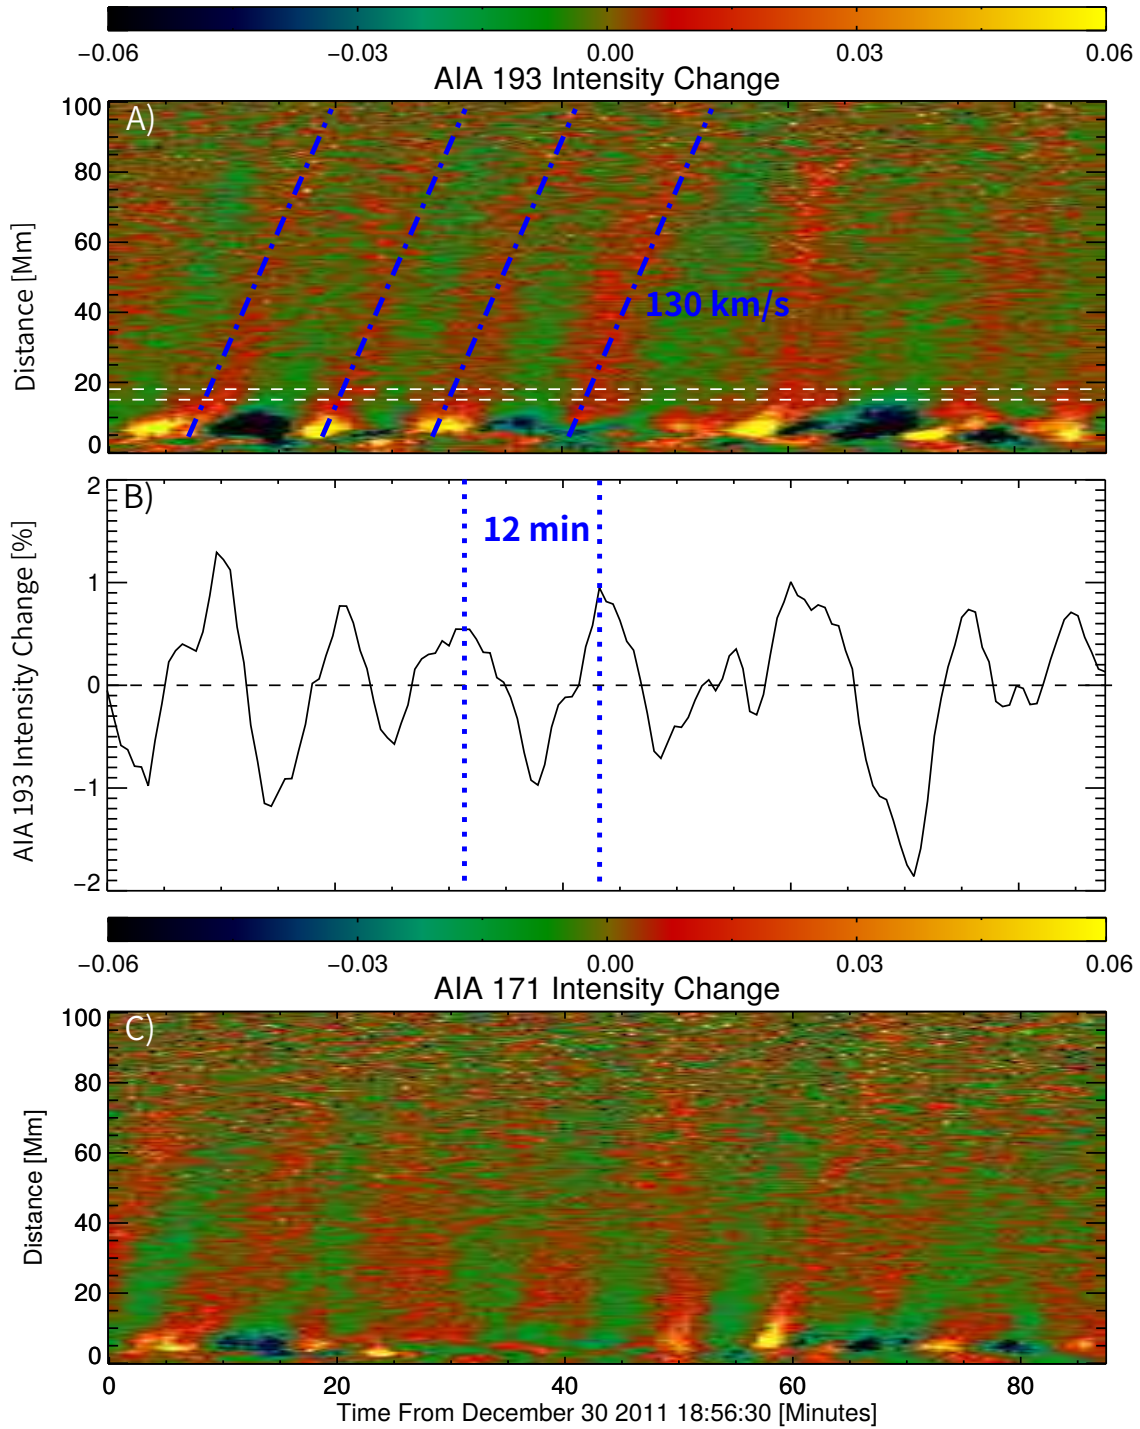 −0.06 −0.03 0.00 0.03 0.06
AIA 193 Intensity Change
A)
100
80
60
40
20
0
Distance [Mm]
130 km/s
B)
2
1
0
−1
−2
AIA 193 Intensity Change [%]
12 min
−0.06 −0.03 0.00 0.03 0.06
AIA 171 Intensity Change
C)
100
80
60
40
20
0
Distance [Mm]
0 20 40 60 80
Time From December 30 2011 18:56:30 [Minutes]